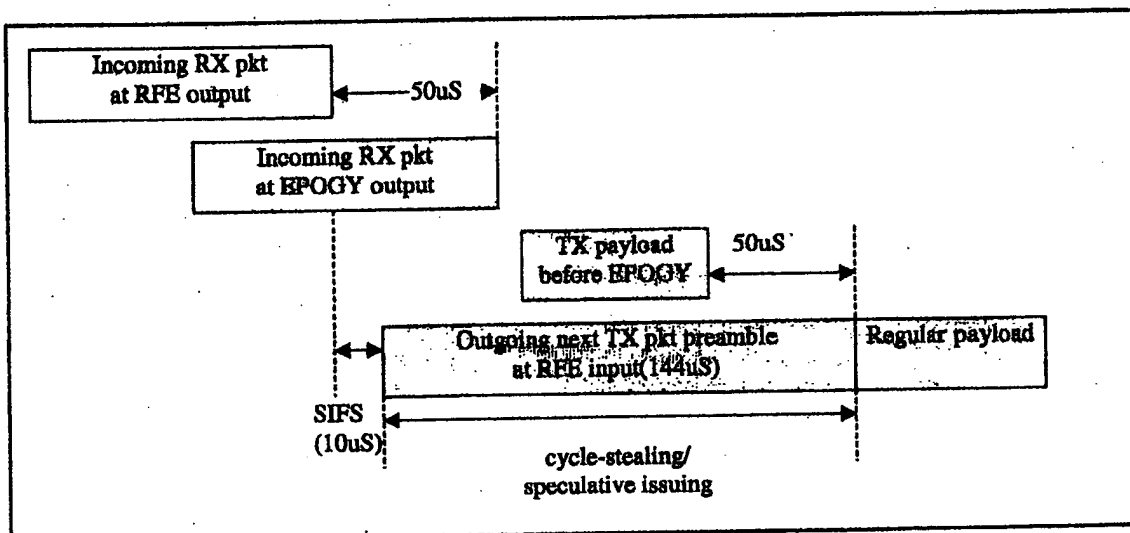 Incoming RX pkt
at RFE output
50uS
Incoming RX pkt
at EPOGY output
TX payload
before EPOGY
50uS
Outgoing next TX pkt preamble
at RFE input(144uS)
Regular payload
SIFS
(10uS)
cycle-stealing/
speculative issuing